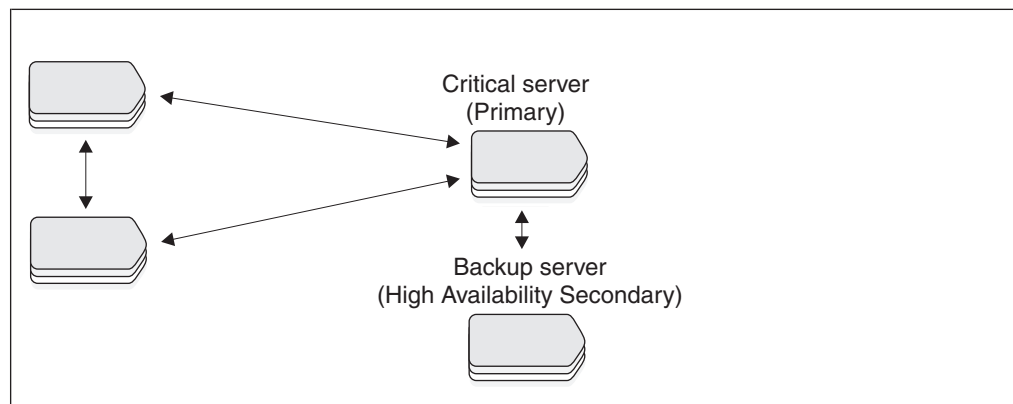 Critical server
(Primary)
Backup server
(High Availability Secondary)